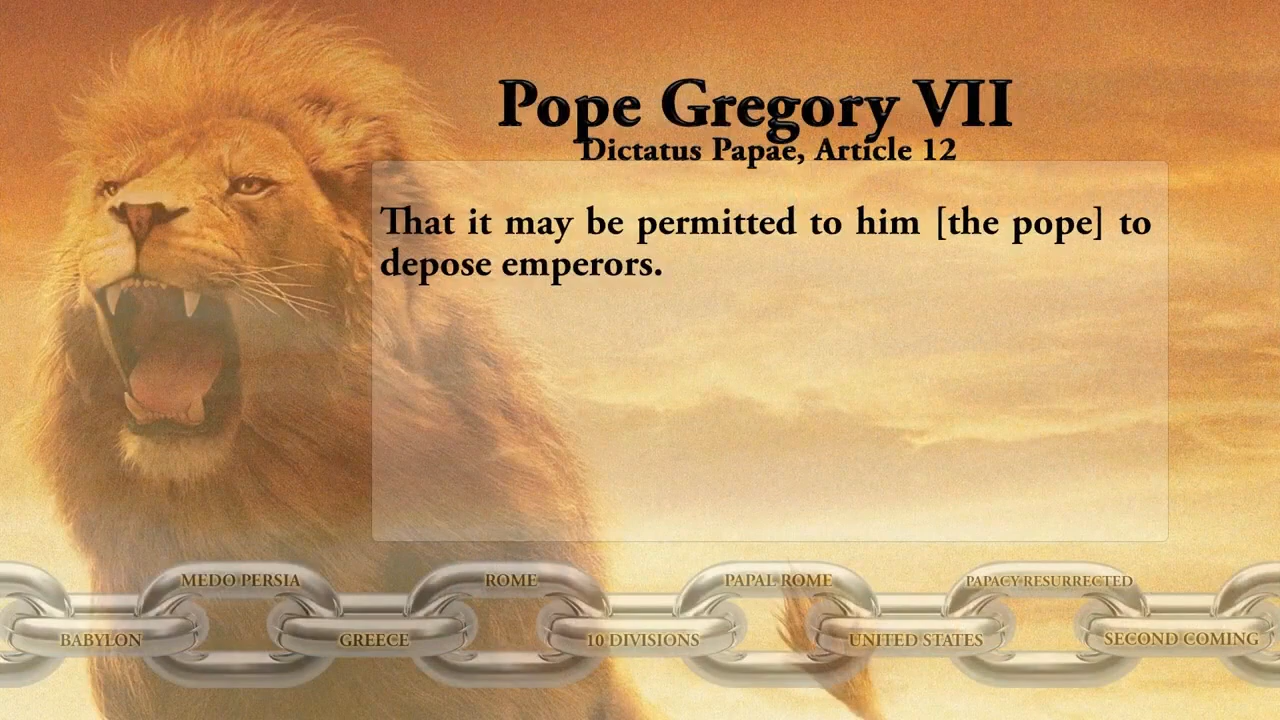 Pope Gregory VII
Dictatus Papae, Article 12
That it may be permitted to him [the pope] to
depose emperors.
MEDO PERSIA
ROME
PAPAL ROME
PAPACY RESURRECTED
BABYLON
GREECE
10 DIVISIONS
UNITED STATES
SECOND COMING